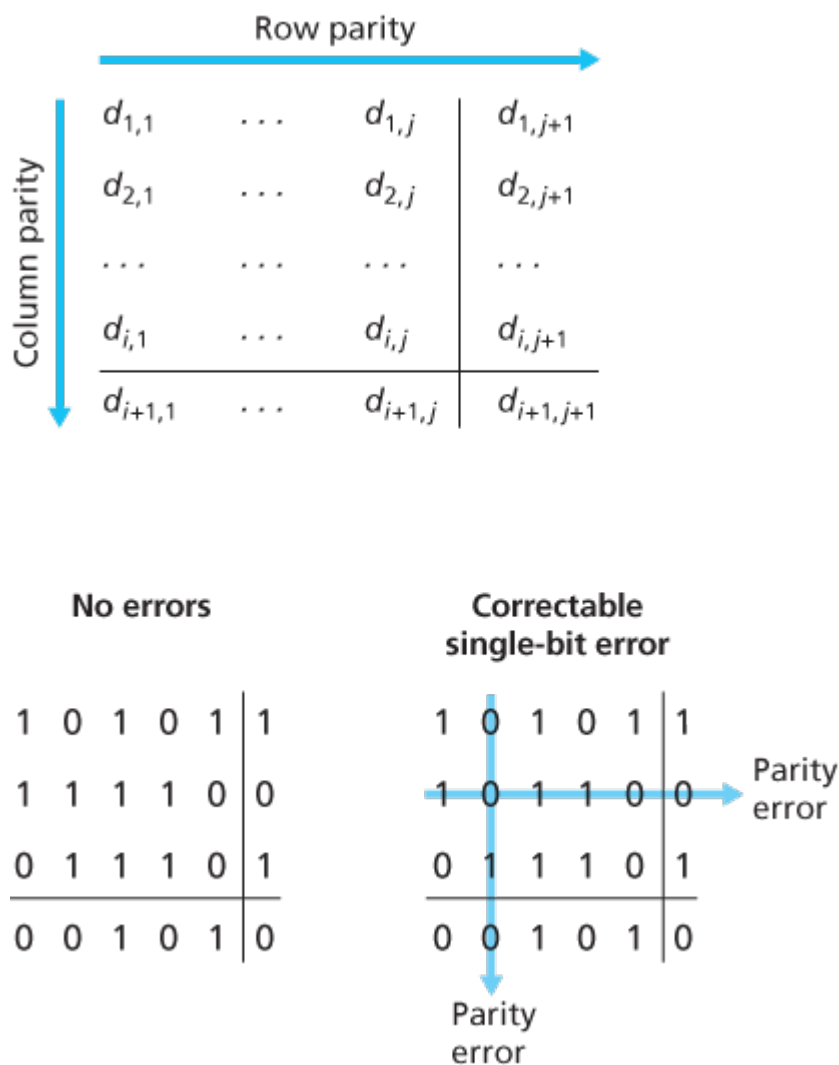 Row parity
Column parity
d1,1 ... d1,j d1,j+1
d2,1 ... d2,j d2,j+1
... ... ... ...
di,1 ... di,j di,j+1
di+1,1 ... di+1,j di+1,j+1
No errors
1 0 1 0 1 1
1 1 1 1 0 0
0 1 1 1 0 1
0 0 1 0 1 0
Correctable
single-bit error
1 0 1 0 1 1
1 0 1 1 0 0
Parity
error
0 1 1 1 0 1
0 0 1 0 1 0
Parity
error